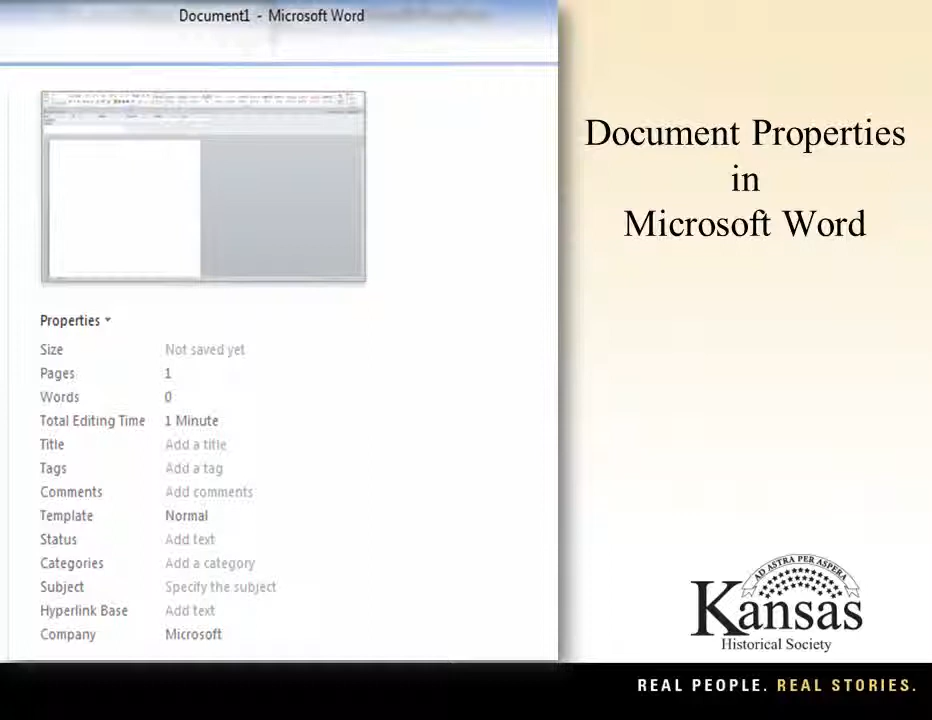 Document1 - Microsoft Word
Properties
Size Not saved yet
Pages 1
Words 0
Total Editing Time 1 Minute
Title Add a title
Tags Add a tag
Comments Add comments
Template Normal
Status Add text
Categories Add a category
Subject Specify the subject
Hyperlink Base Add text
Company Microsoft
Document Properties
in
Microsoft Word
AD ASTRA PER ASPERA
Kansas
Historical Society
REAL PEOPLE. REAL STORIES.